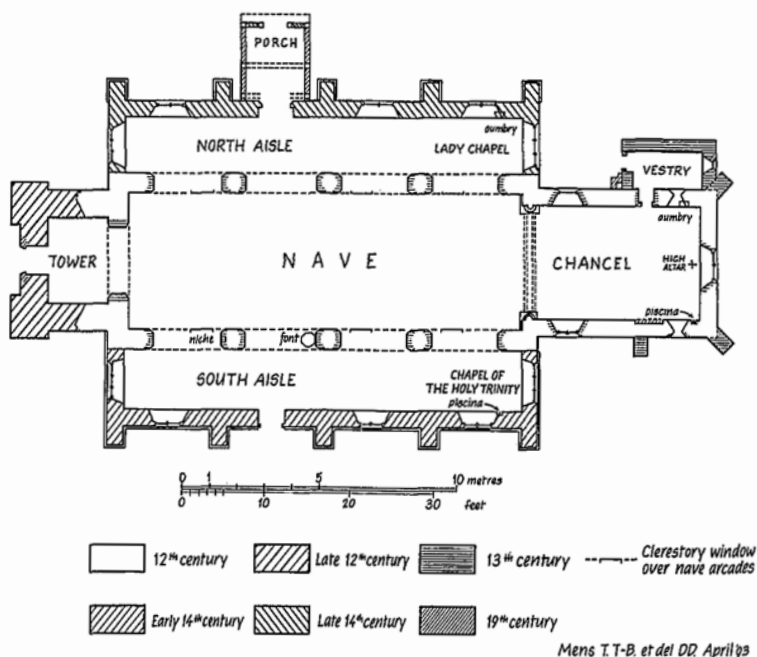 PORCH
NORTH AISLE
LADY CHAPEL
aumbry
VESTRY
aumbry
TOWER
NAVE
CHANCEL
HIGH
ALTAR
piscina
niche
font
SOUTH AISLE
CHAPEL OF
THE HOLY TRINITY
piscina
0 1 5 10 metres
0 10 20 30 feet
12th century
Late 12th century
13th century
Clerestory window
over nave arcades
Early 14th century
Late 14th century
19th century
Mens T.T-B. et del DD. April '03